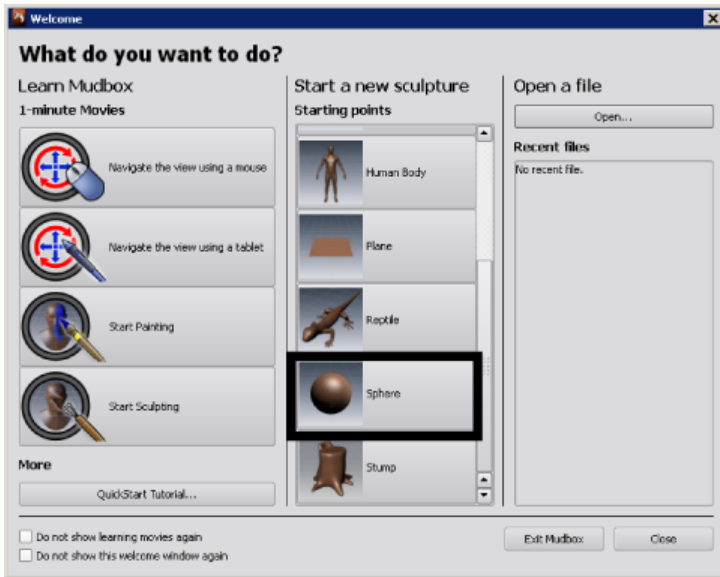 Welcome
What do you want to do?
Learn Mudbox
1-minute Movies
Navigate the view using a mouse
Navigate the view using a tablet
Start Painting
Start Sculpting
More
QuickStart Tutorial...
Start a new sculpture
Starting points
Human Body
Plane
Reptile
Sphere
Stump
Open a file
Open...
Recent files
No recent file.
Do not show learning movies again
Do not show this welcome window again
Exit Mudbox
Close